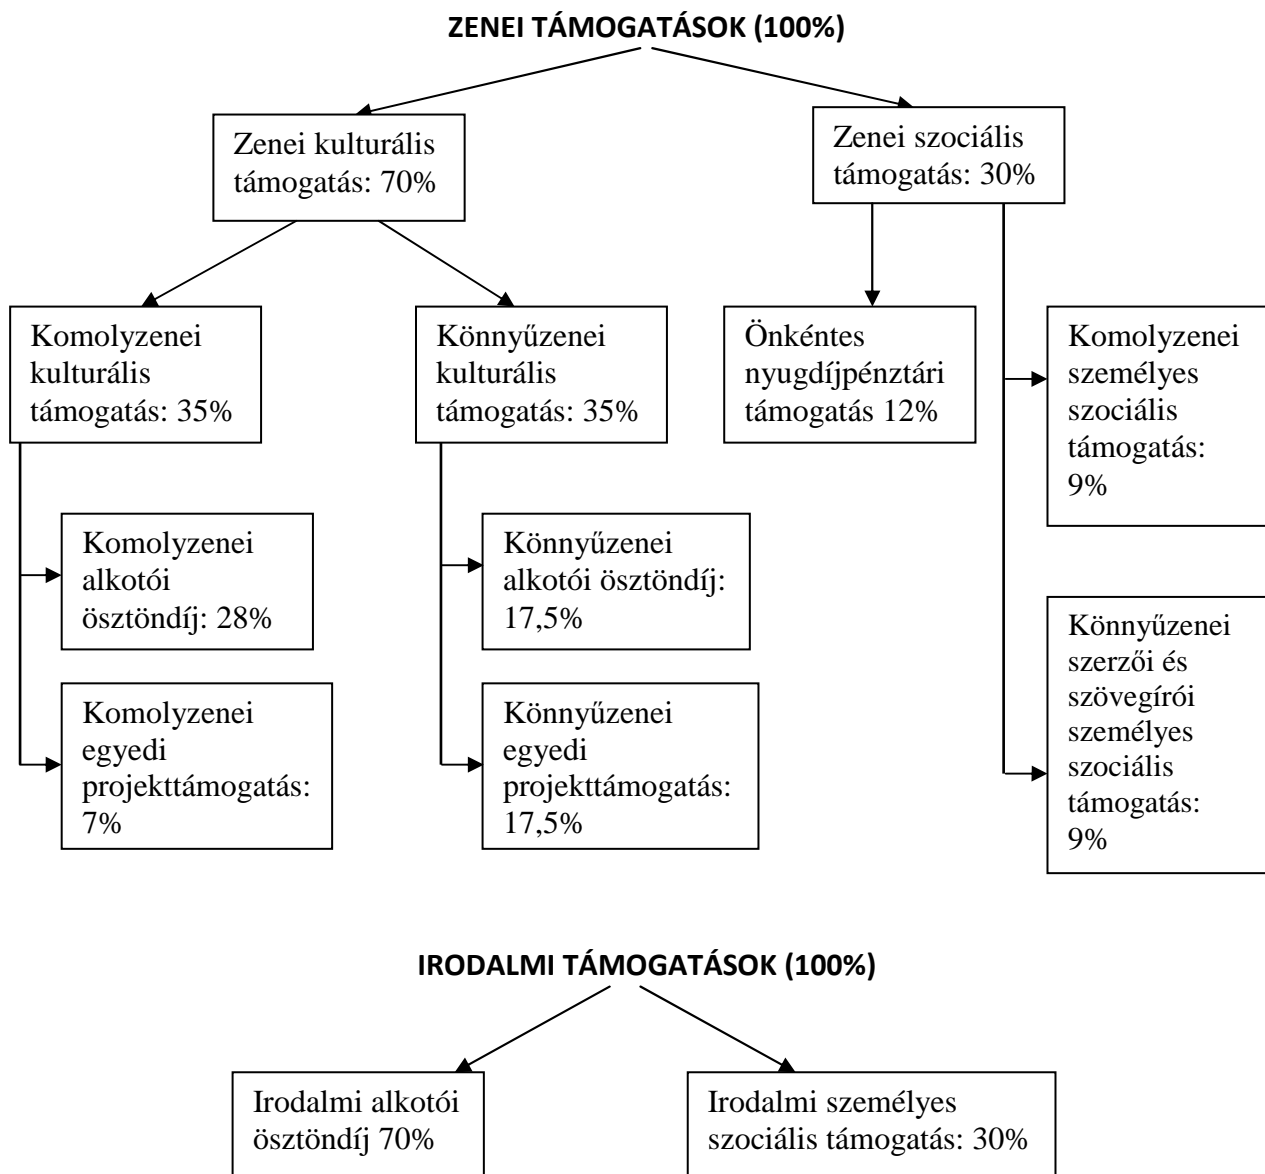 ZENEI TÁMOGATÁSOK (100%)
Zenei kulturális
támogatás: 70%
Zenei szociális
támogatás: 30%
Komolyzenei
kulturális
támogatás: 35%
Könnyűzenei
kulturális
támogatás: 35%
Önkéntes
nyugdíjpénztári
támogatás 12%
Komolyzenei
személyes
szociális
támogatás:
9%
Komolyzenei
alkotói
ösztöndíj: 28%
Könnyűzenei
alkotói ösztöndíj:
17,5%
Könnyűzenei
szerzői és
szövegírói
személyes
szociális
támogatás:
9%
Komolyzenei
egyedi
projekttámogatás:
7%
Könnyűzenei
egyedi
projekttámogatás:
17,5%
IRODALMI TÁMOGATÁSOK (100%)
Irodalmi alkotói
ösztöndíj 70%
Irodalmi személyes
szociális támogatás: 30%